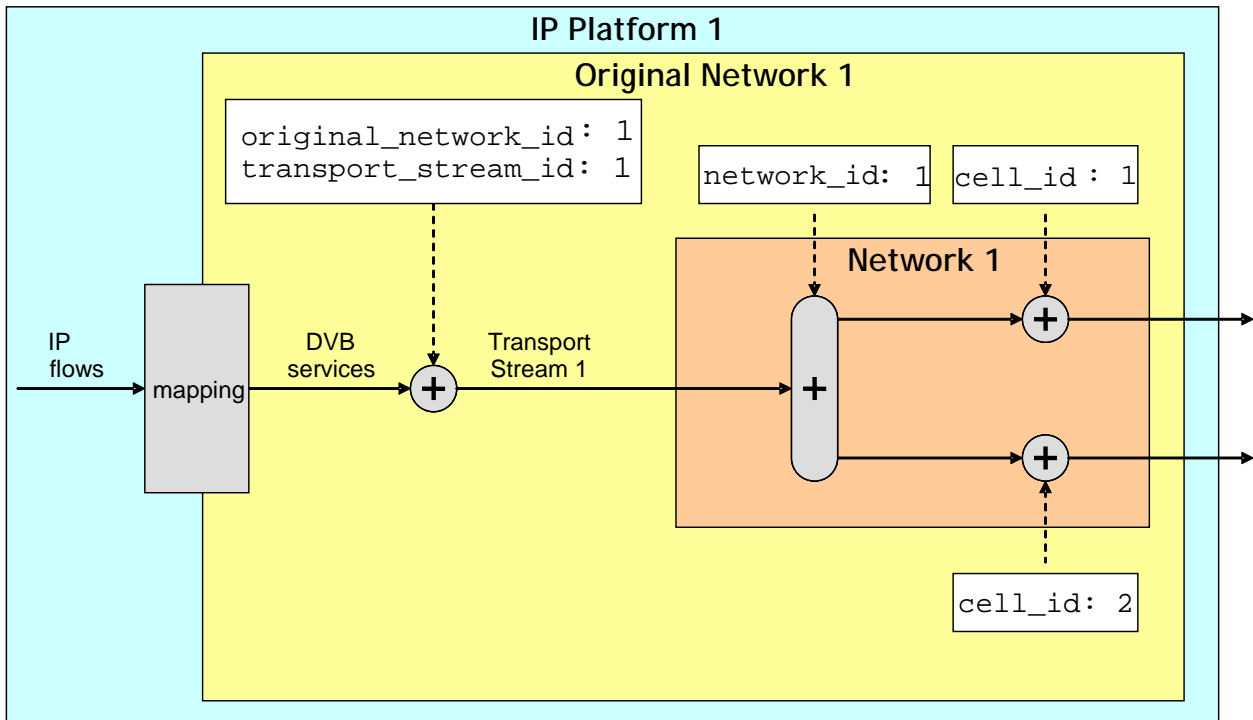 IP Platform 1
Original Network 1
original_network_id: 1
transport_stream_id: 1
network_id: 1
cell_id : 1
Network 1
IP
flows
mapping
DVB
services
+
Transport
Stream 1
+
+
+
cell_id: 2